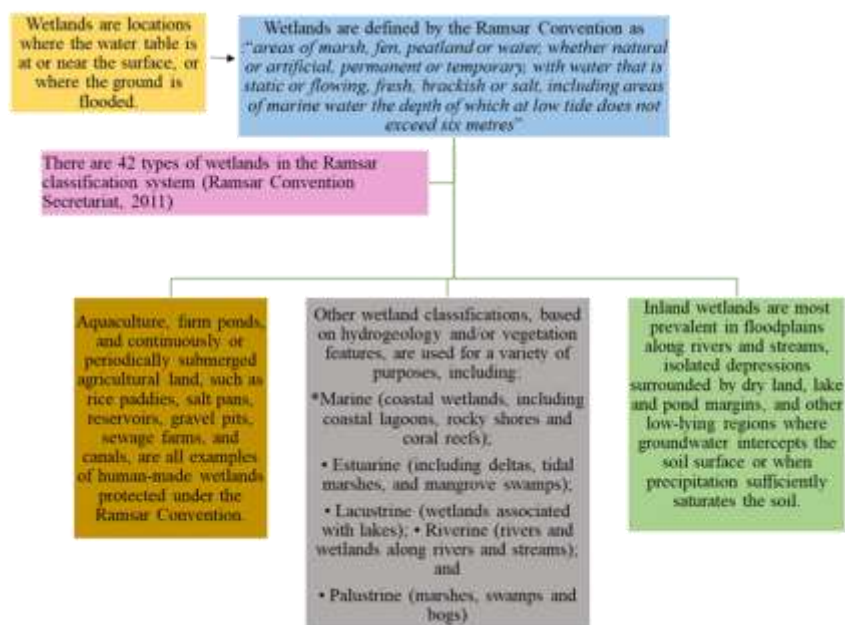 Wetlands are locations
where the water table is
at or near the surface, or
where the ground is
flooded.
Wetlands are defined by the Ramsar Convention as
:"areas of marsh, fen, peatland or water, whether natural
or artificial, permanent or temporary, with water that is
static or flowing, fresh, brackish or salt, including areas
of marine water the depth of which at low tide does not
exceed six metres"
There are 42 types of wetlands in the Ramsar
classification system (Ramsar Convention
Secretariat, 2011)
Aquaculture, farm ponds,
and continuously or
periodically submerged
agricultural land, such as
rice paddies, salt pans,
reservoirs, gravel pits,
sewage farms, and
canals, are all examples
of human-made wetlands
protected under the
Ramsar Convention.
Other wetland classifications, based
on hydrogeology and/or vegetation
features, are used for a variety of
purposes, including:
*Marine (coastal wetlands, including
coastal lagoons, rocky shores and
coral reefs);
• Estuarine (including deltas, tidal
marshes, and mangrove swamps);
• Lacustrine (wetlands associated
with lakes); • Riverine (rivers and
wetlands along rivers and streams);
and
• Palustrine (marshes, swamps and
bogs)
Inland wetlands are most
prevalent in floodplains
along rivers and streams,
isolated depressions
surrounded by dry land, lake
and pond margins, and other
low-lying regions where
groundwater intercepts the
soil surface or when
precipitation sufficiently
saturates the soil.